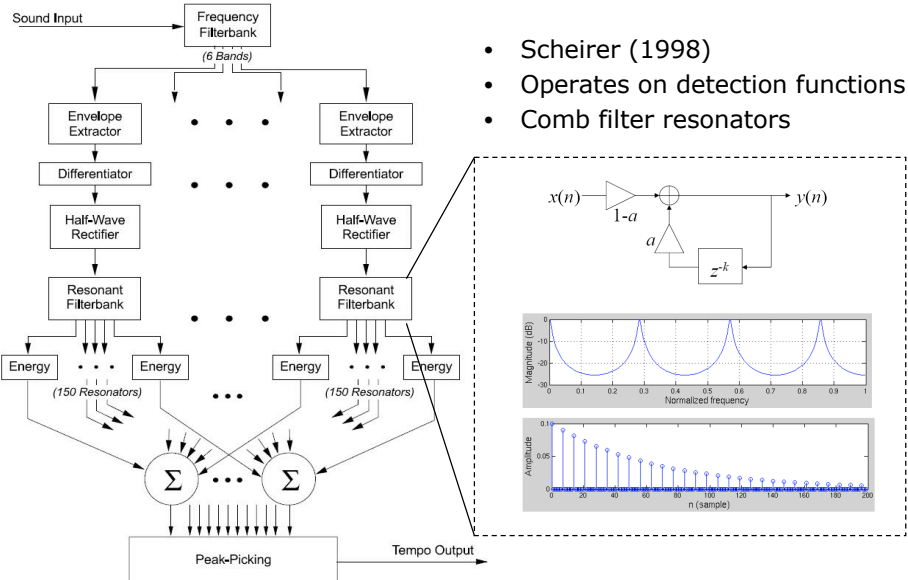 Sound Input
Frequency
Filterbank
(6 Bands)
Envelope
Extractor
Envelope
Extractor
Differentiator
Differentiator
Half-Wave
Rectifier
Half-Wave
Rectifier
Resonant
Filterbank
Resonant
Filterbank
Energy
Energy
Energy
Energy
(150 Resonators)
(150 Resonators)
Σ
Σ
Peak-Picking
Tempo Output
• Scheirer (1998)
• Operates on detection functions
• Comb filter resonators
x(n)
1-a
y(n)
a
z^{-k}
Magnitude (dB)
0
-10
-20
-30
0 0.1 0.2 0.3 0.4 0.5 0.6 0.7 0.8 0.9 1
Normalized frequency
Amplitude
0.1
0.05
0
0 20 40 60 80 100 120 140 160 180 200
n (sample)